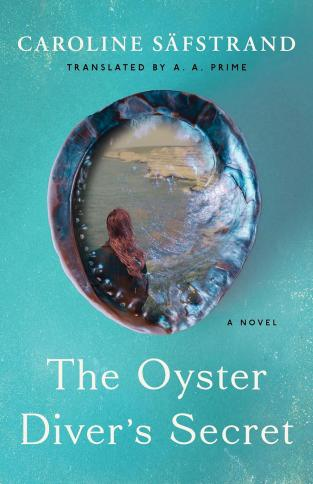 CAROLINE SÄFSTRAND
TRANSLATED BY A. A. PRIME
A NOVEL
The Oyster
Diver's Secret